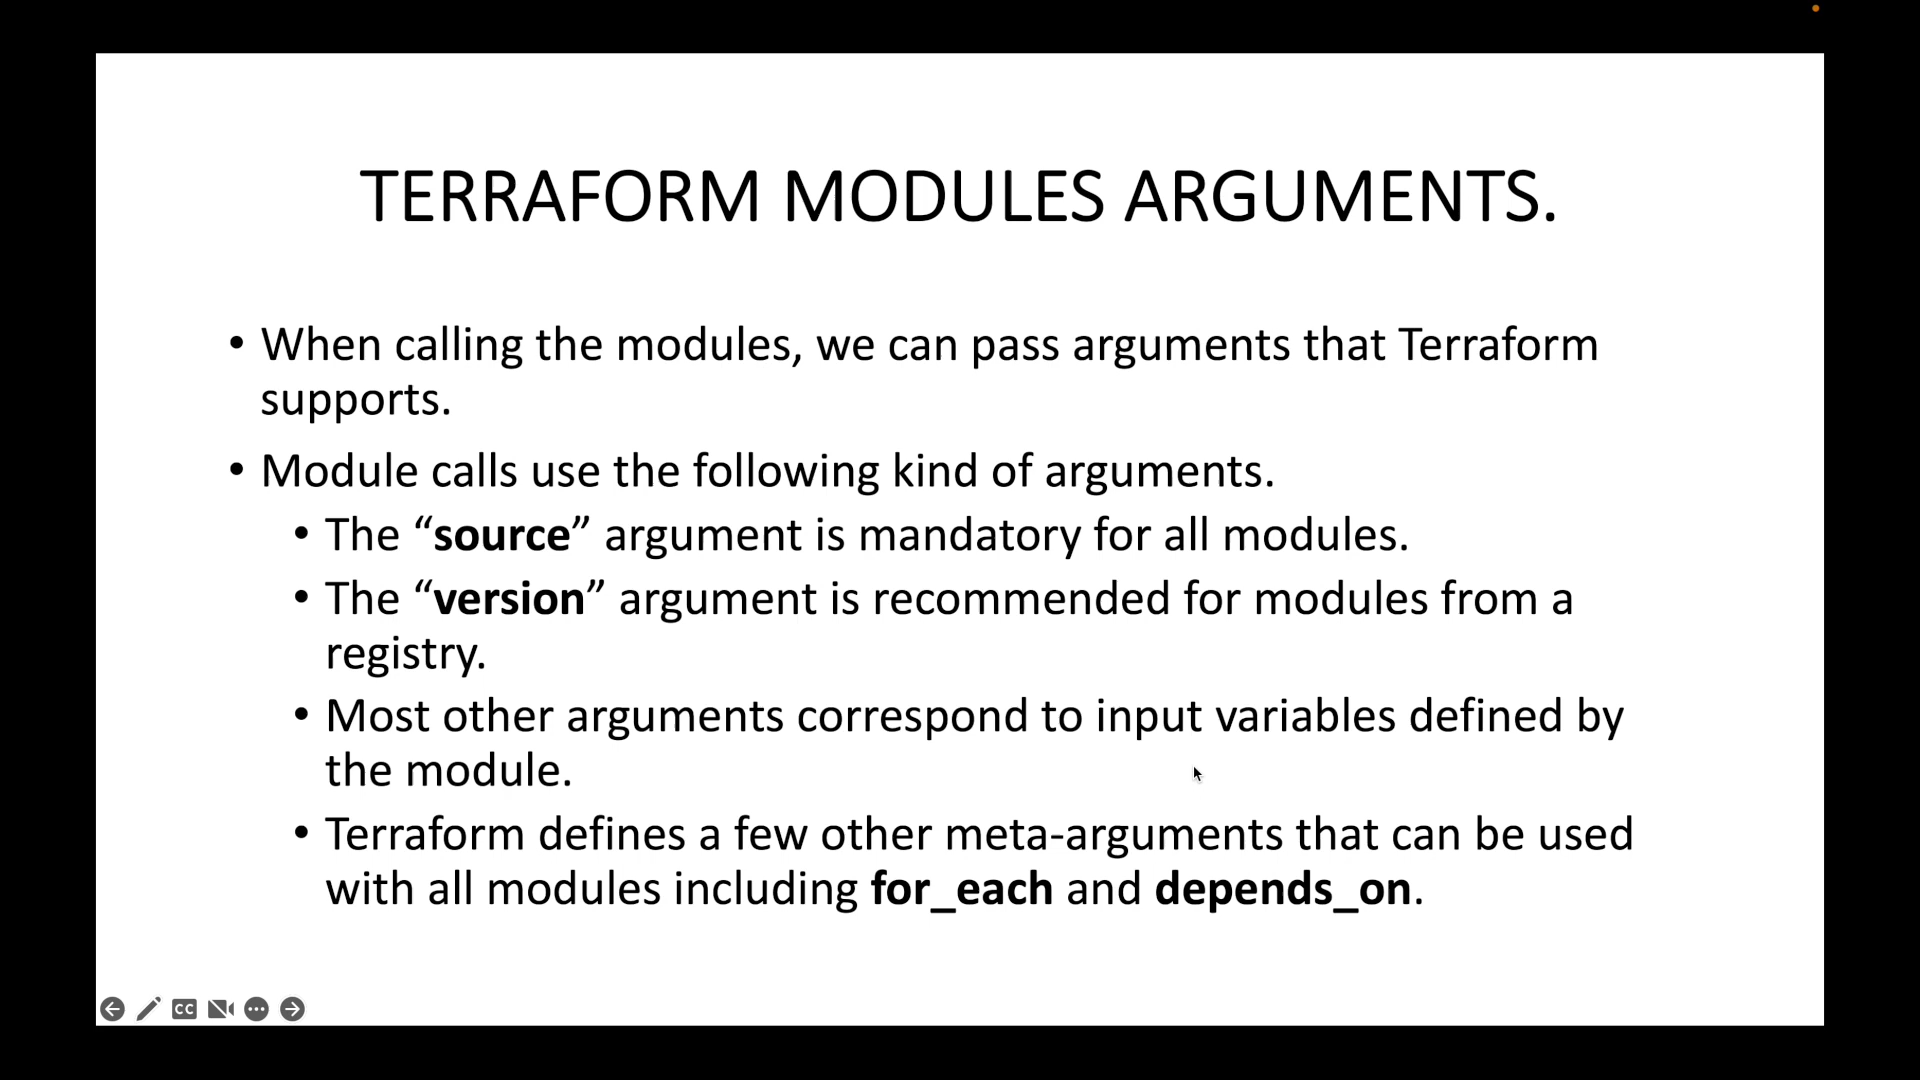 TERRAFORM MODULES ARGUMENTS.
• When calling the modules, we can pass arguments that Terraform
supports.
• Module calls use the following kind of arguments.
• The “source” argument is mandatory for all modules.
• The “version” argument is recommended for modules from a
registry.
• Most other arguments correspond to input variables defined by
the module.
• Terraform defines a few other meta-arguments that can be used
with all modules including for_each and depends_on.
CC